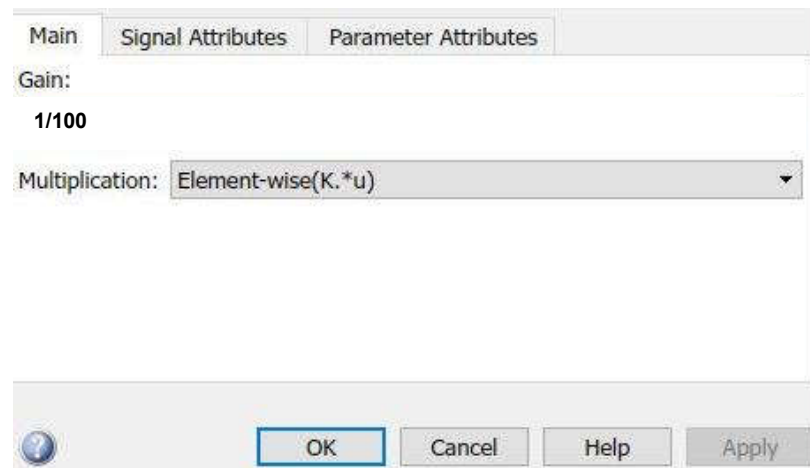 Main Signal Attributes Parameter Attributes
Gain:
1/100
Multiplication: Element-wise(K.*u)
? OK Cancel Help Apply